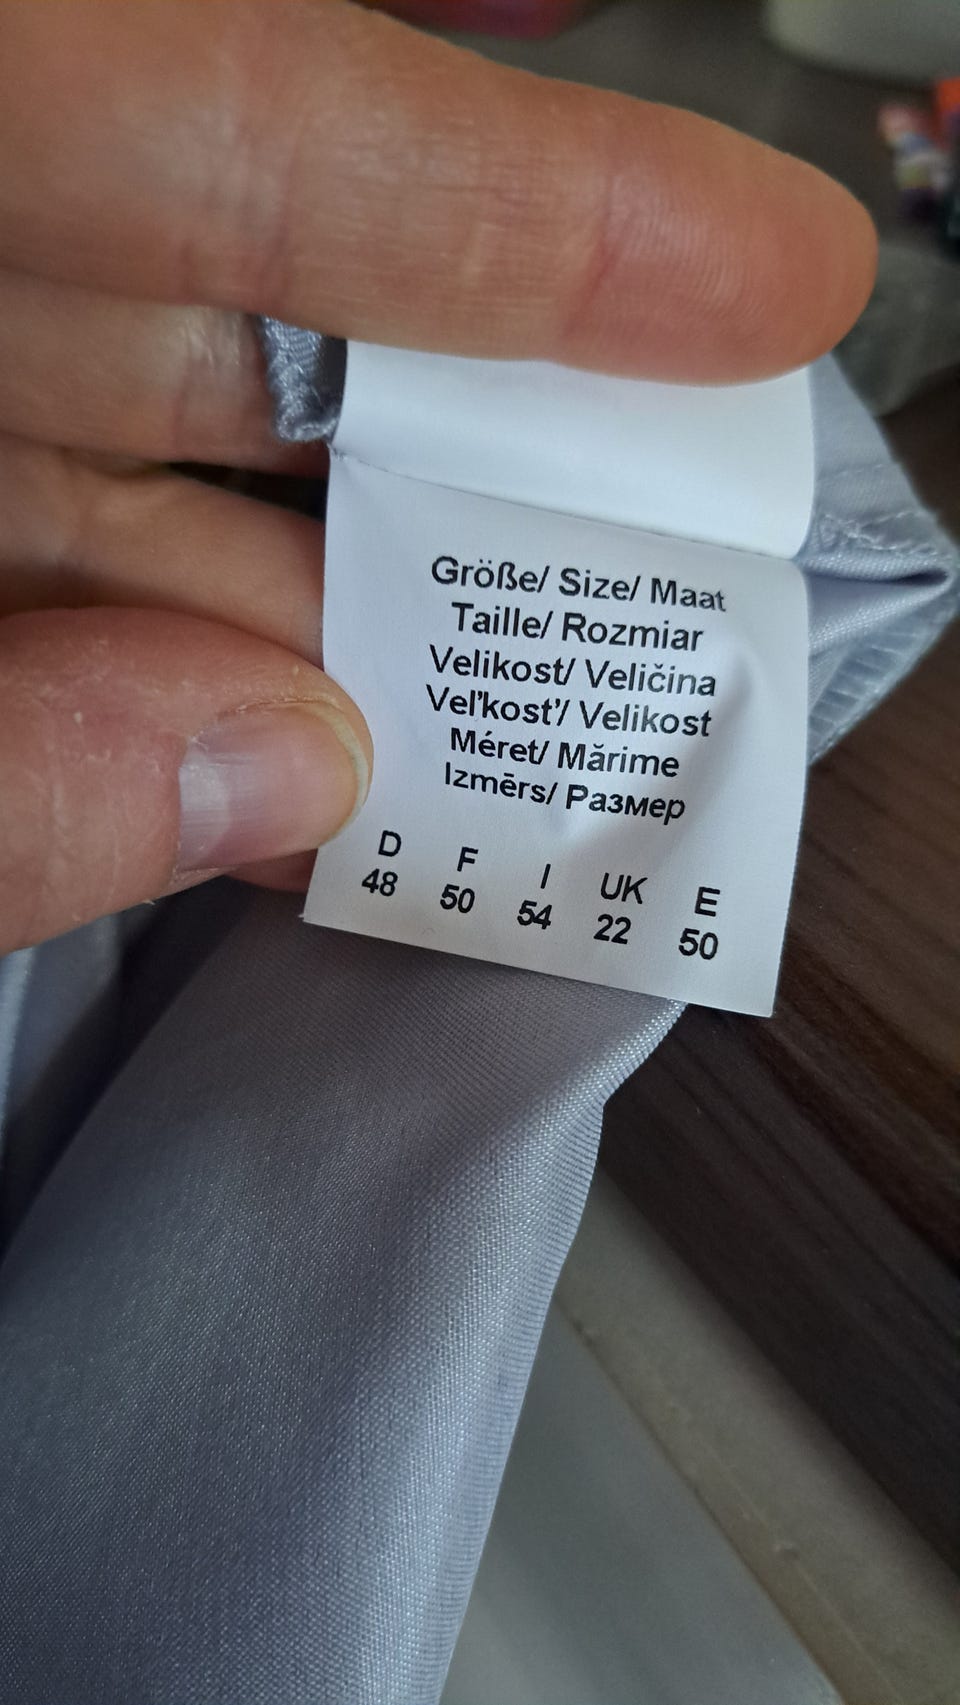 Größe/ Size/ Maat
Taille/ Rozmiar
Velikost/ Veličina
Veľkosť/ Velikost
Méret/ Mărime
Izmērs/ Размер
D F I UK E
48 50 54 22 50